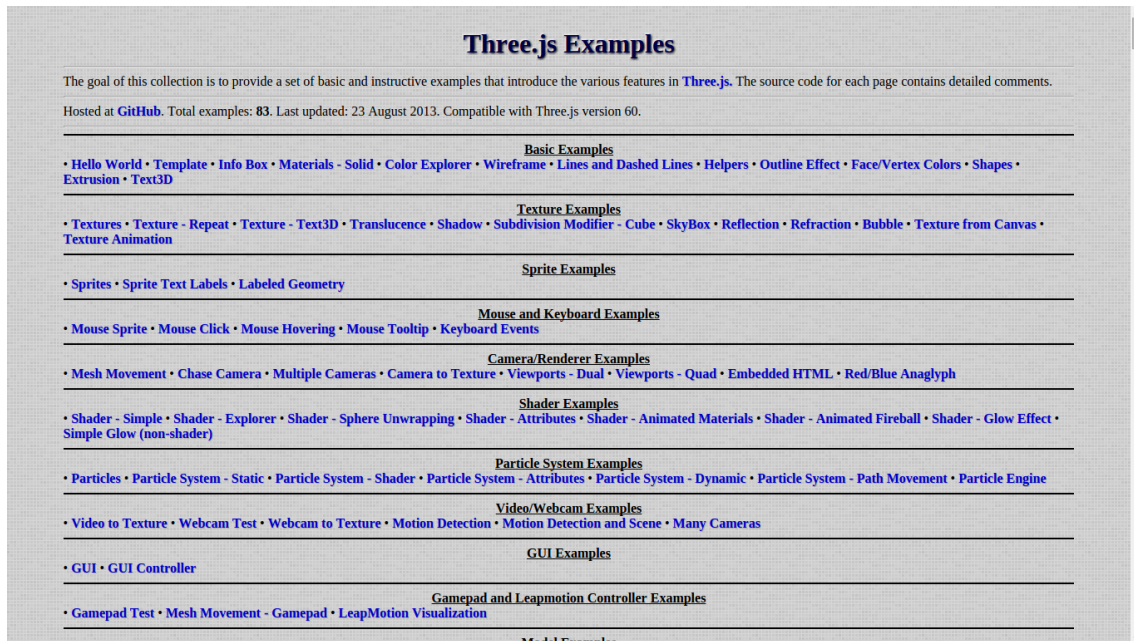 Three.js Examples
The goal of this collection is to provide a set of basic and instructive examples that introduce the various features in Three.js. The source code for each page contains detailed comments.
Hosted at GitHub. Total examples: 83. Last updated: 23 August 2013. Compatible with Three.js version 60.
Basic Examples
• Hello World • Template • Info Box • Materials - Solid • Color Explorer • Wireframe • Lines and Dashed Lines • Helpers • Outline Effect • Face/Vertex Colors • Shapes •
Extrusion • Text3D
Texture Examples
• Textures • Texture - Repeat • Texture - Text3D • Translucence • Shadow • Subdivision Modifier - Cube • SkyBox • Reflection • Refraction • Bubble • Texture from Canvas •
Texture Animation
Sprite Examples
• Sprites • Sprite Text Labels • Labeled Geometry
Mouse and Keyboard Examples
• Mouse Sprite • Mouse Click • Mouse Hovering • Mouse Tooltip • Keyboard Events
Camera/Renderer Examples
• Mesh Movement • Chase Camera • Multiple Cameras • Camera to Texture • Viewports - Dual • Viewports - Quad • Embedded HTML • Red/Blue Anaglyph
Shader Examples
• Shader - Simple • Shader - Explorer • Shader - Sphere Unwrapping • Shader - Attributes • Shader - Animated Materials • Shader - Animated Fireball • Shader - Glow Effect •
Simple Glow (non-shader)
Particle System Examples
• Particles • Particle System - Static • Particle System - Shader • Particle System - Attributes • Particle System - Dynamic • Particle System - Path Movement • Particle Engine
Video/Webcam Examples
• Video to Texture • Webcam Test • Webcam to Texture • Motion Detection • Motion Detection and Scene • Many Cameras
GUI Examples
• GUI • GUI Controller
Gamepad and Leapmotion Controller Examples
• Gamepad Test • Mesh Movement - Gamepad • LeapMotion Visualization